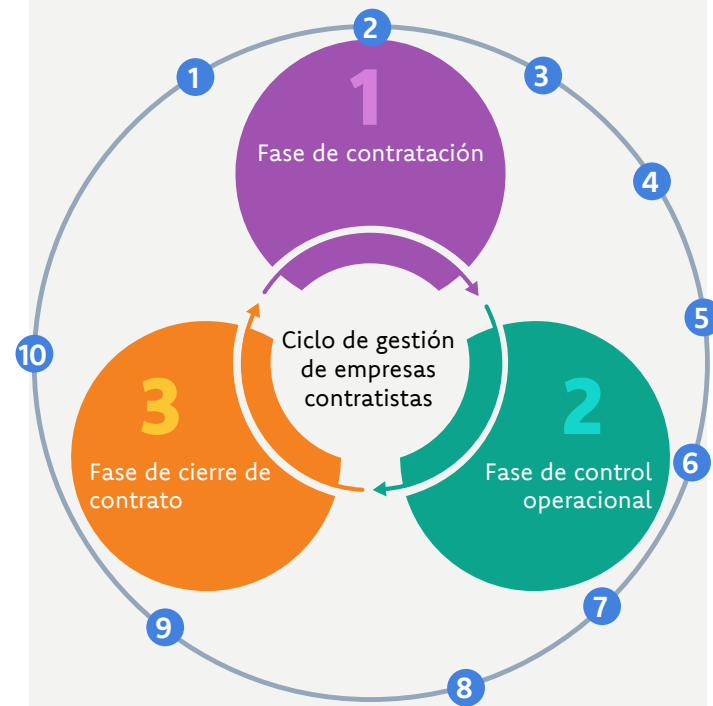 1
2
3
4
5
6
7
8
9
10
1
Fase de contratación
2
Fase de control
operacional
3
Fase de cierre de
contrato
Ciclo de gestión
de empresas
contratistas